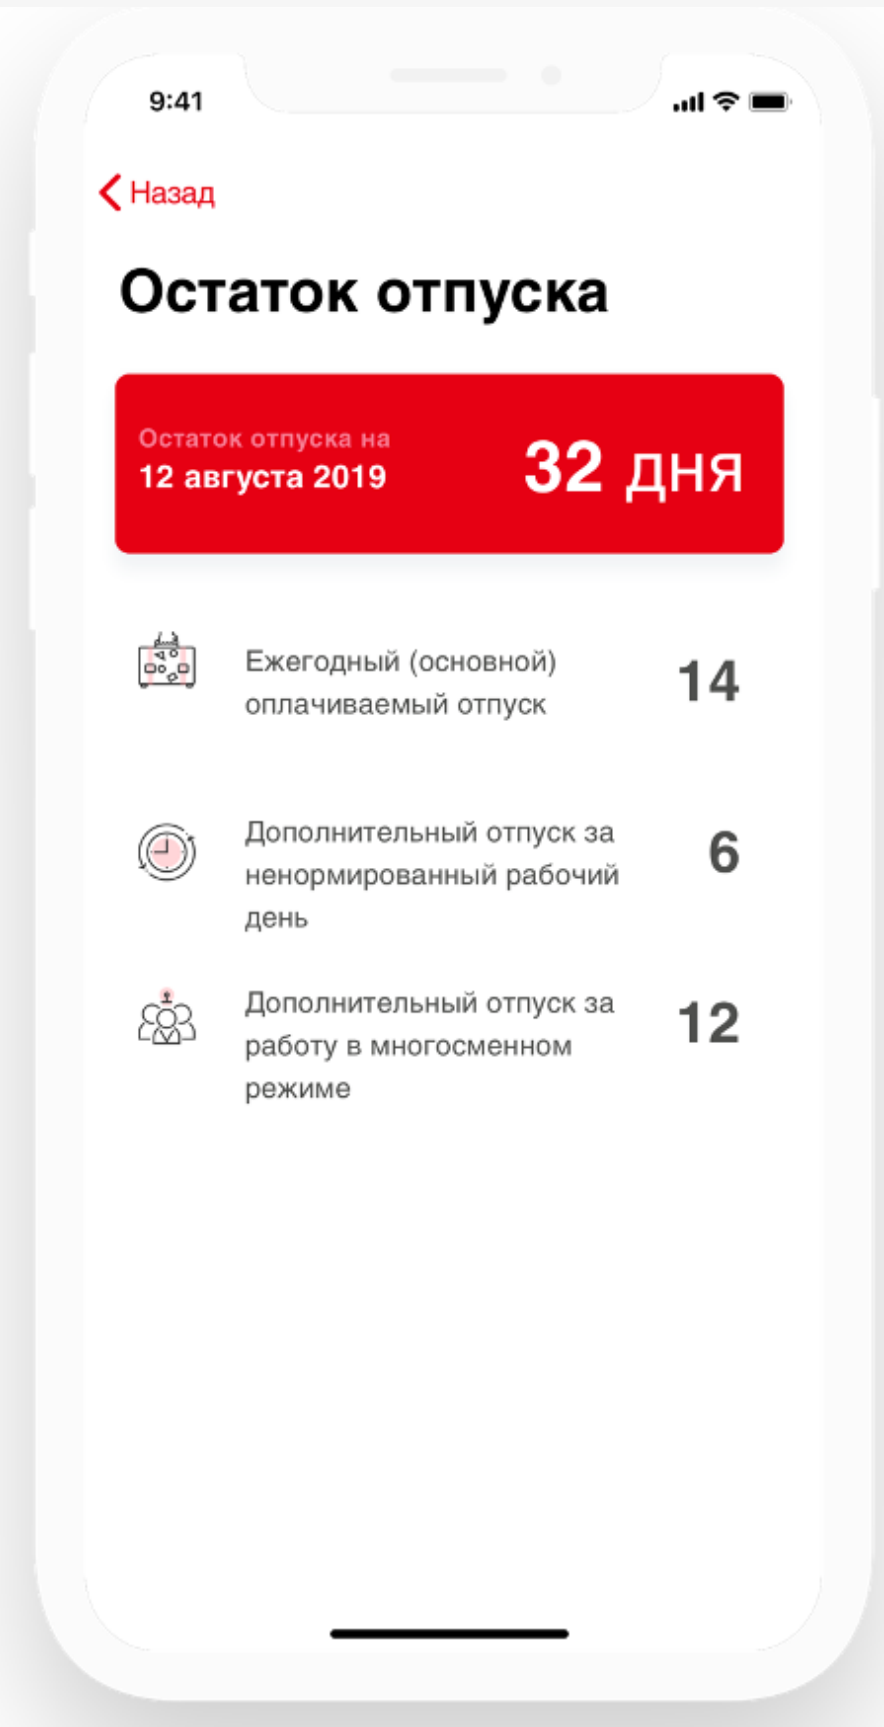 9:41
Назад
Остаток отпуска
Остаток отпуска на
12 августа 2019
32 дня
Ежегодный (основной)
оплачиваемый отпуск
14
Дополнительный отпуск за
ненормированный рабочий
день
6
Дополнительный отпуск за
работу в многосменном
режиме
12